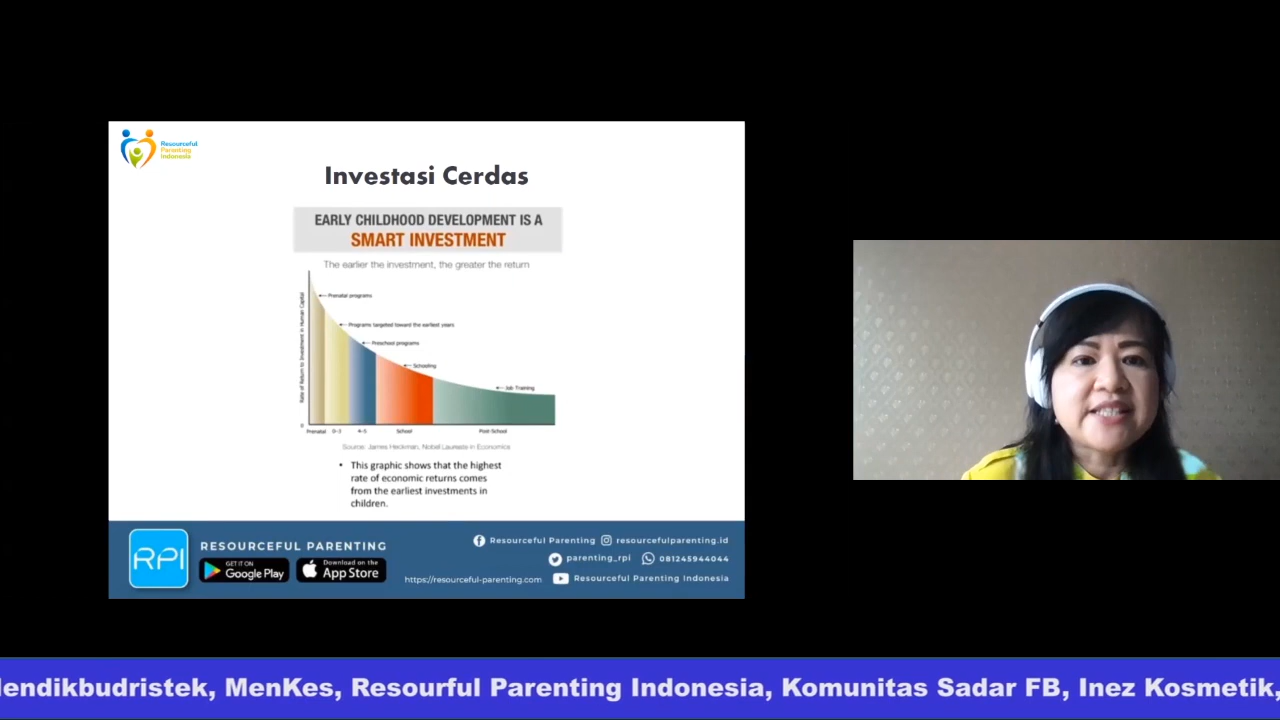 Resourceful
Parenting
Indonesia
Investasi Cerdas
EARLY CHILDHOOD DEVELOPMENT IS A
SMART INVESTMENT
The earlier the investment, the greater the return
Rate of Return to Investment in Human Capital
Prenatal programs
Programs targeted toward the earliest years
Preschool programs
Schooling
Job Training
0
Prenatal 0-3 4-5 School Post-School
Source: James Heckman, Nobel Laureate in Economics
• This graphic shows that the highest
rate of economic returns comes
from the earliest investments in
children.
RPI
RESOURCEFUL PARENTING
GET IT ON
Google Play
Download on the
App Store
Resourceful Parenting resourcefulparenting.id
parenting_rpi 081245944044
https://resourceful-parenting.com Resourceful Parenting Indonesia
endikbudristek, MenKes, Resourful Parenting Indonesia, Komunitas Sadar FB, Inez Kosmetik,